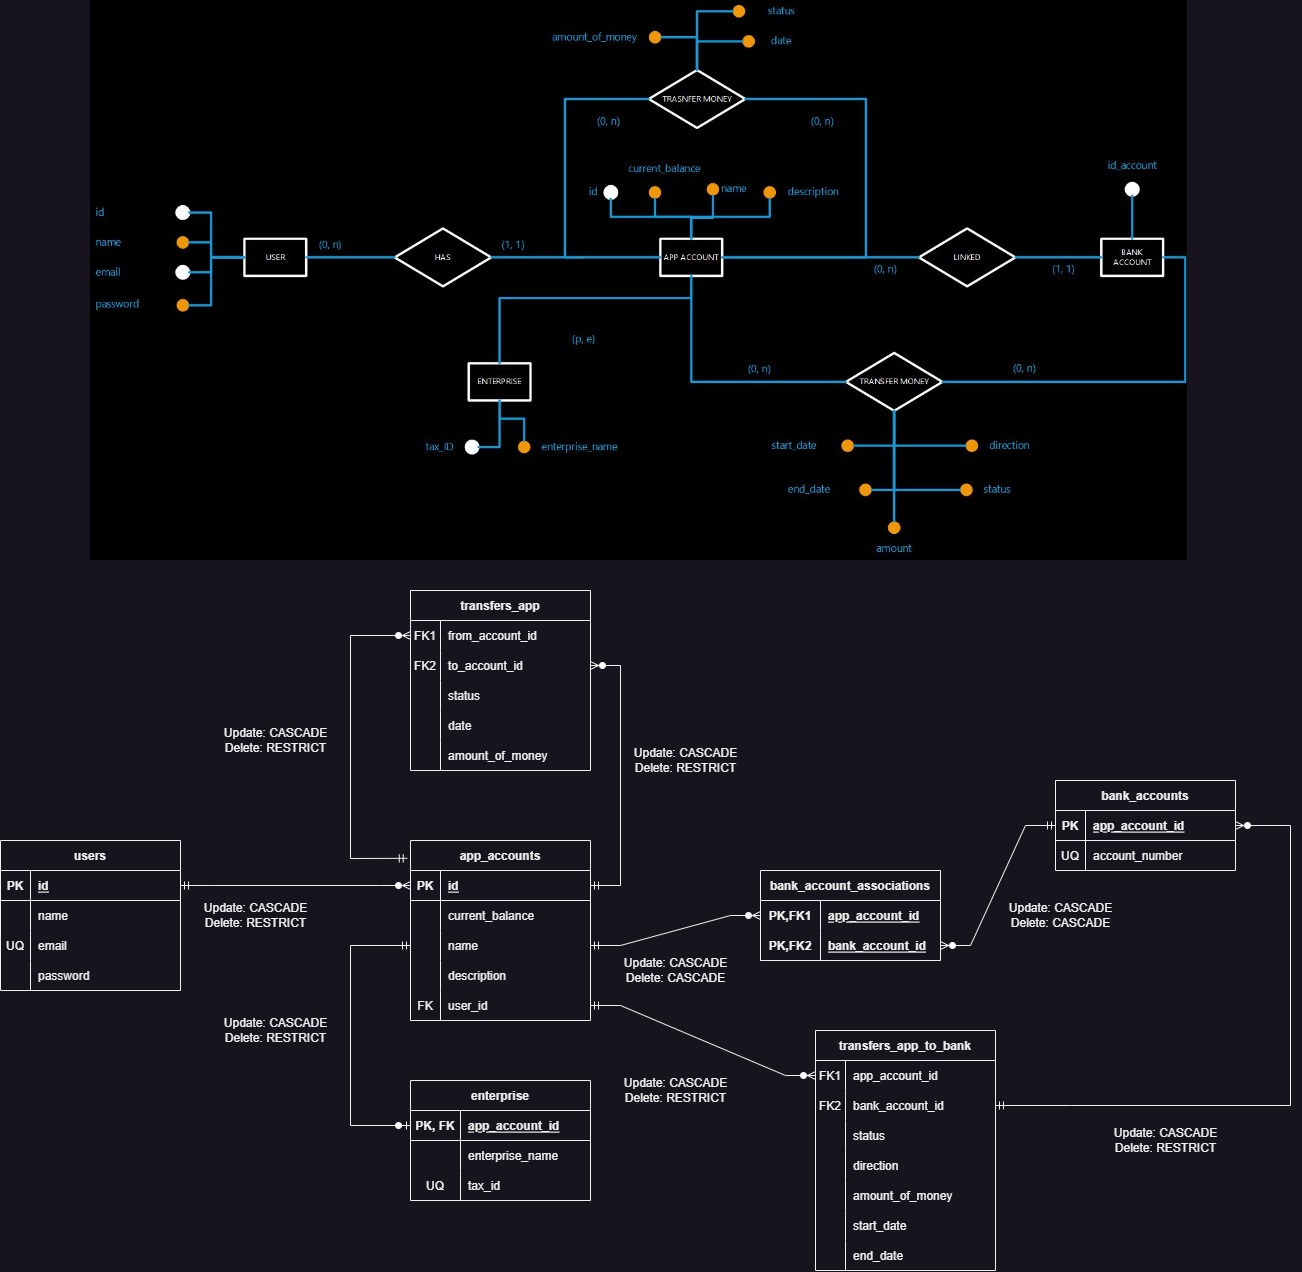 status
amount_of_money
date
TRASNFER MONEY
(0, n)
(0, n)
id_account
current_balance
id
name
description
id
name
email
password
USER
(0, n)
HAS
(1, 1)
APP ACCOUNT
(0, n)
LINKED
(1, 1)
BANK
ACCOUNT
(p, e)
ENTERPRISE
(0, n)
TRANSFER MONEY
(0, n)
tax_ID
enterprise_name
start_date
direction
end_date
status
amount
transfers_app
FK1 from_account_id
FK2 to_account_id
status
date
amount_of_money
Update: CASCADE
Delete: RESTRICT
Update: CASCADE
Delete: RESTRICT
bank_accounts
PK app_account_id
UQ account_number
users
PK id
name
UQ email
password
Update: CASCADE
Delete: RESTRICT
app_accounts
PK id
current_balance
name
description
FK user_id
bank_account_associations
PK,FK1 app_account_id
PK,FK2 bank_account_id
Update: CASCADE
Delete: CASCADE
Update: CASCADE
Delete: CASCADE
Update: CASCADE
Delete: RESTRICT
enterprise
PK, FK app_account_id
enterprise_name
UQ tax_id
Update: CASCADE
Delete: RESTRICT
transfers_app_to_bank
FK1 app_account_id
FK2 bank_account_id
status
direction
amount_of_money
start_date
end_date
Update: CASCADE
Delete: RESTRICT